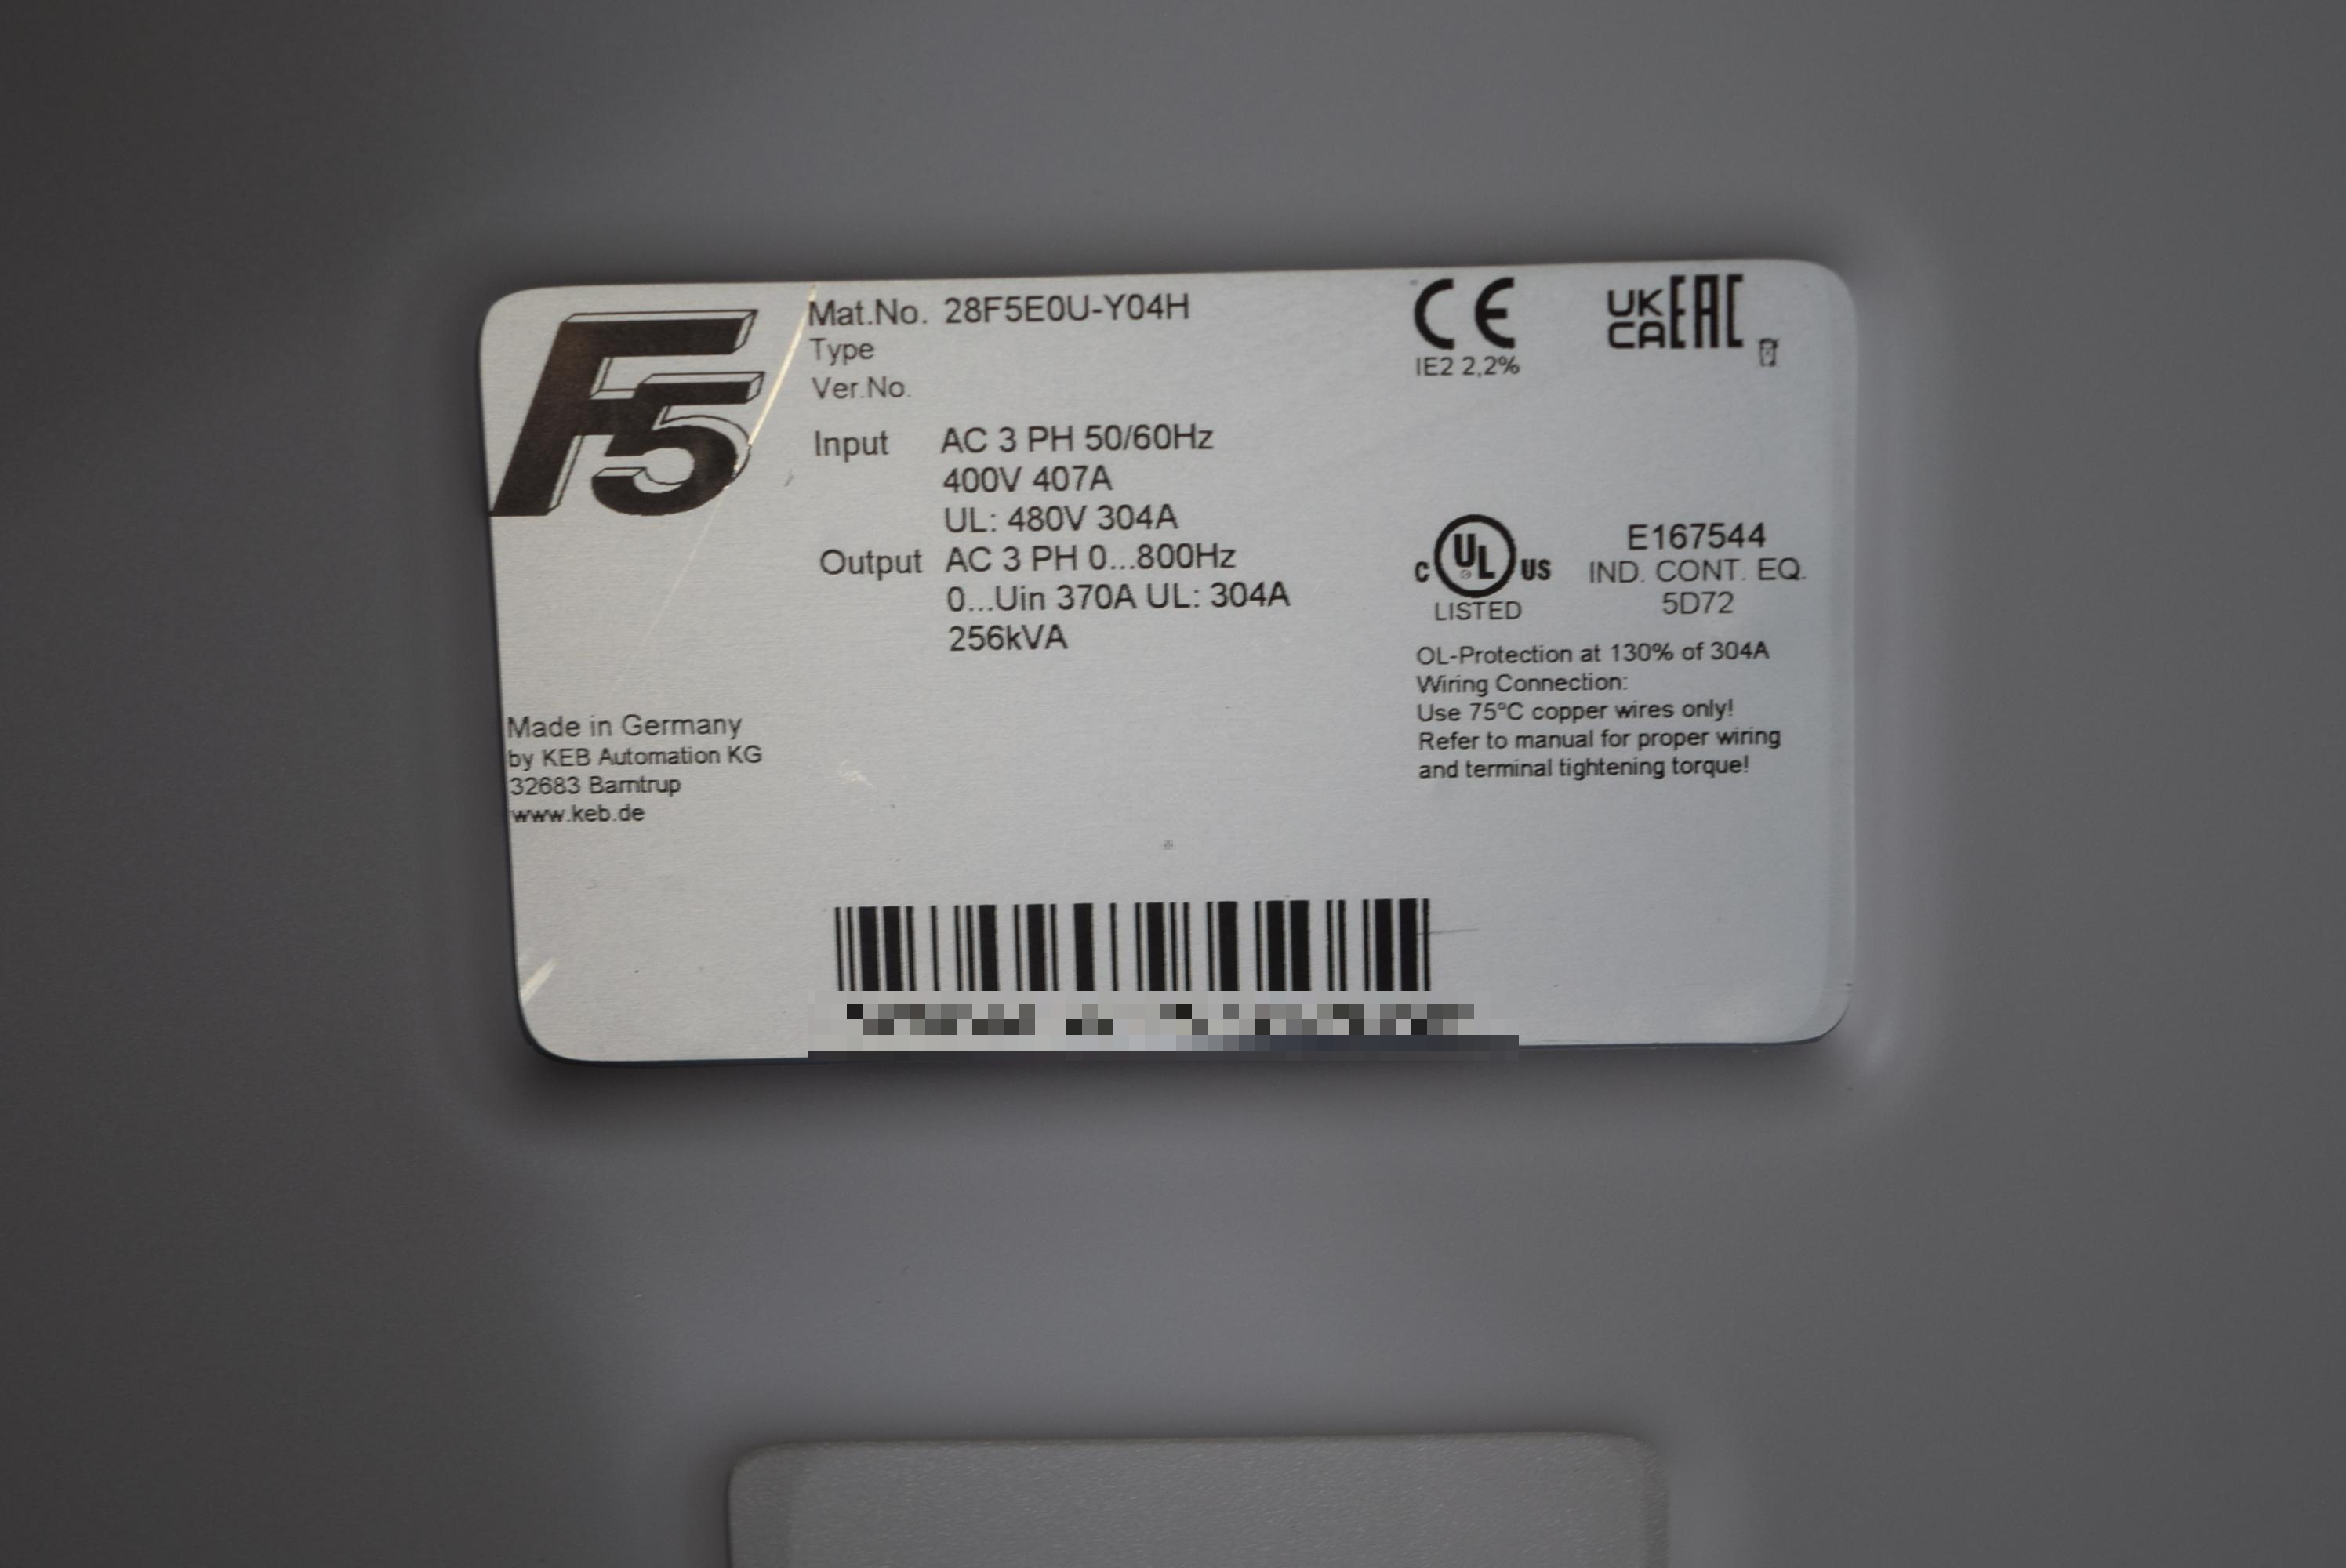 F5
Mat.No. 28F5E0U-Y04H
Type
Ver.No.
Input AC 3 PH 50/60Hz
400V 407A
UL: 480V 304A
Output AC 3 PH 0...800Hz
0...Uin 370A UL: 304A
256kVA
Made in Germany
by KEB Automation KG
32683 Barntrup
www.keb.de
CE
IE2 2,2%
UK
CA
EAC
C UL US
LISTED
E167544
IND. CONT. EQ.
5D72
OL-Protection at 130% of 304A
Wiring Connection:
Use 75°C copper wires only!
Refer to manual for proper wiring
and terminal tightening torque!